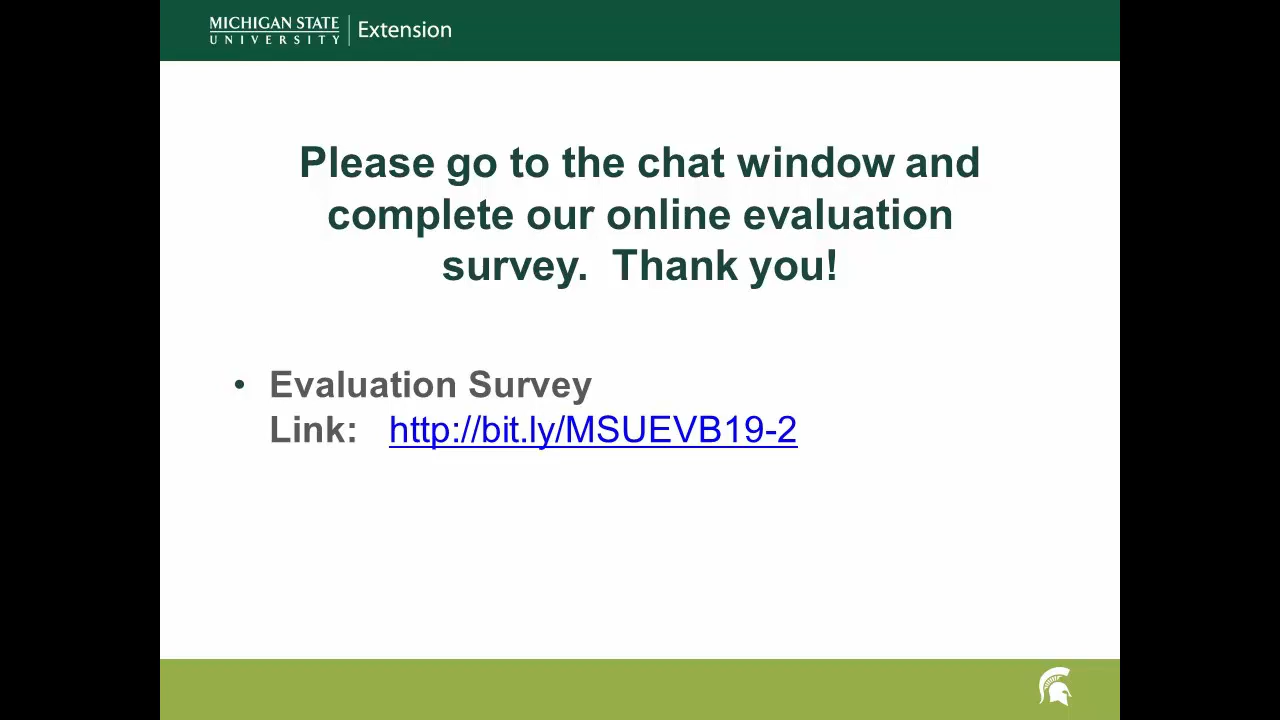 MICHIGAN STATE
UNIVERSITY
Extension
Please go to the chat window and
complete our online evaluation
survey.  Thank you!
• Evaluation Survey
Link:   http://bit.ly/MSUEVB19-2